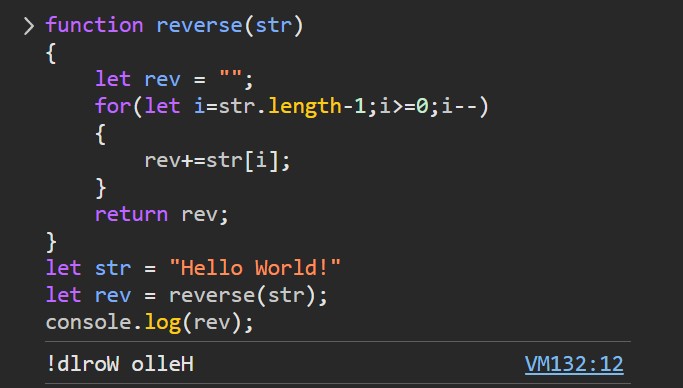 function reverse(str)
{
let rev = "";
for(let i=str.length-1;i>=0;i--)
{
rev+=str[i];
}
return rev;
}
let str = "Hello World!"
let rev = reverse(str);
console.log(rev);
!dlroW olleH VM132:12